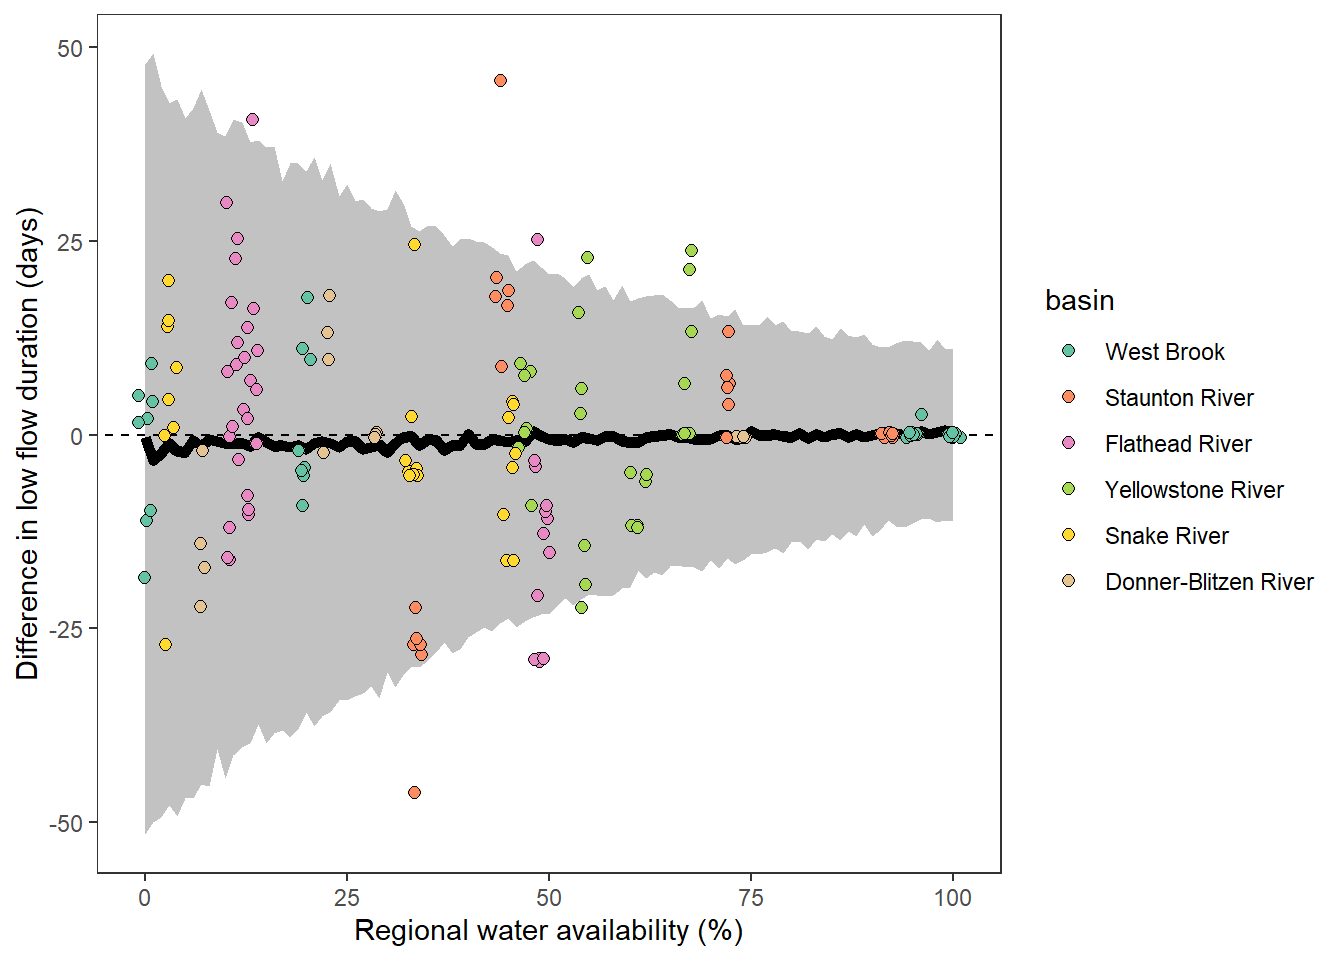 Difference in low flow duration (days)
50
25
0
-25
-50
0 25 50 75 100
Regional water availability (%)
basin
West Brook
Staunton River
Flathead River
Yellowstone River
Snake River
Donner-Blitzen River